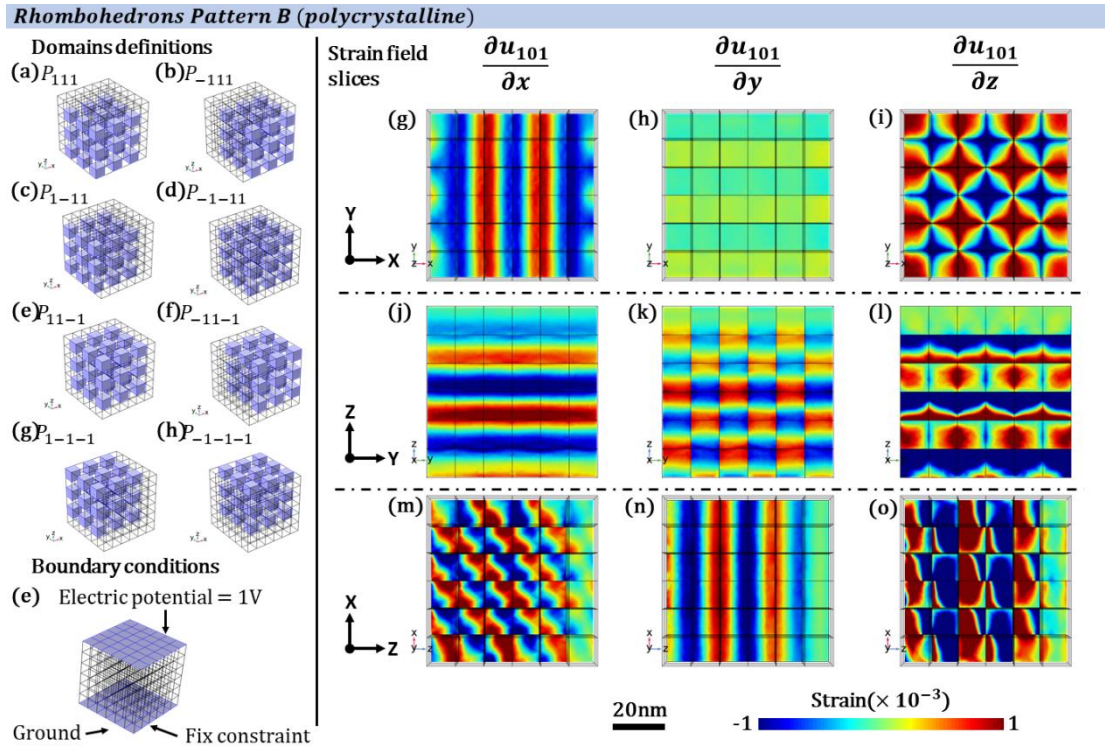 Rhombohedrons Pattern B (polycrystalline)
Domains definitions
(a) P₁₁₁ (b) P₋₁₁₁
(c) P₁₋₁₁ (d) P₋₁₋₁₁
(e) P₁₁₋₁ (f) P₋₁₁₋₁
(g) P₁₋₁₋₁ (h) P₋₁₋₁₋₁
Boundary conditions
(e) Electric potential = 1V
Ground Fix constraint
Strain field slices
∂u₁₀₁/∂x ∂u₁₀₁/∂y ∂u₁₀₁/∂z
(g) (h) (i)
Y
X
(j) (k) (l)
Z
Y
(m) (n) (o)
X
Z
20nm
Strain(× 10⁻³)
-1 1